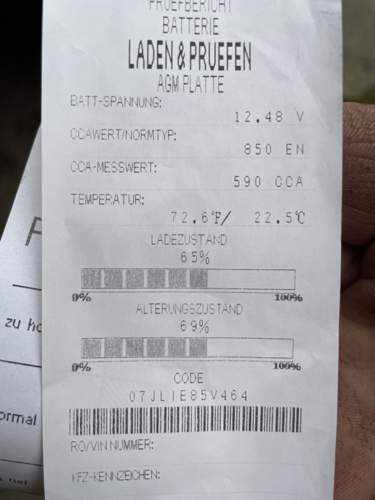 PRUEFBERICHT
BATTERIE
LADEN & PRUEFEN
AGM PLATTE
BATT-SPANNUNG:
12.48 V
CCAWERT/NORMTYP:
850 EN
CCA-MESSWERT:
590 CCA
TEMPERATUR:
72.6°F/ 22.5°C
LADEZUSTAND
65%
0% 100%
ALTERUNGSZUSTAND
69%
0% 100%
CODE
07JLIE85V464
RO/VIN NUMMER:
KFZ-KENNZEICHEN:
zu
ormal